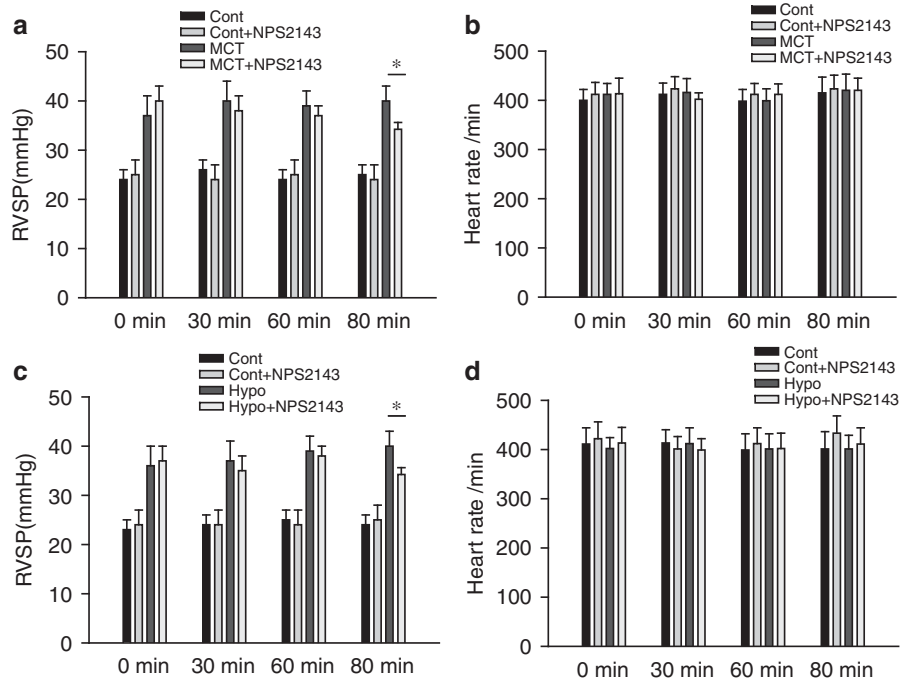 a
Cont
Cont+NPS2143
MCT
MCT+NPS2143
50
40
30
20
10
0
RVSP(mmHg)
*
0 min 30 min 60 min 80 min
b
Cont
Cont+NPS2143
MCT
MCT+NPS2143
500
400
300
200
100
0
Heart rate /min
0 min 30 min 60 min 80 min
c
Cont
Cont+NPS2143
Hypo
Hypo+NPS2143
50
40
30
20
10
0
RVSP(mmHg)
*
0 min 30 min 60 min 80 min
d
Cont
Cont+NPS2143
Hypo
Hypo+NPS2143
500
400
300
200
100
0
Heart rate /min
0 min 30 min 60 min 80 min